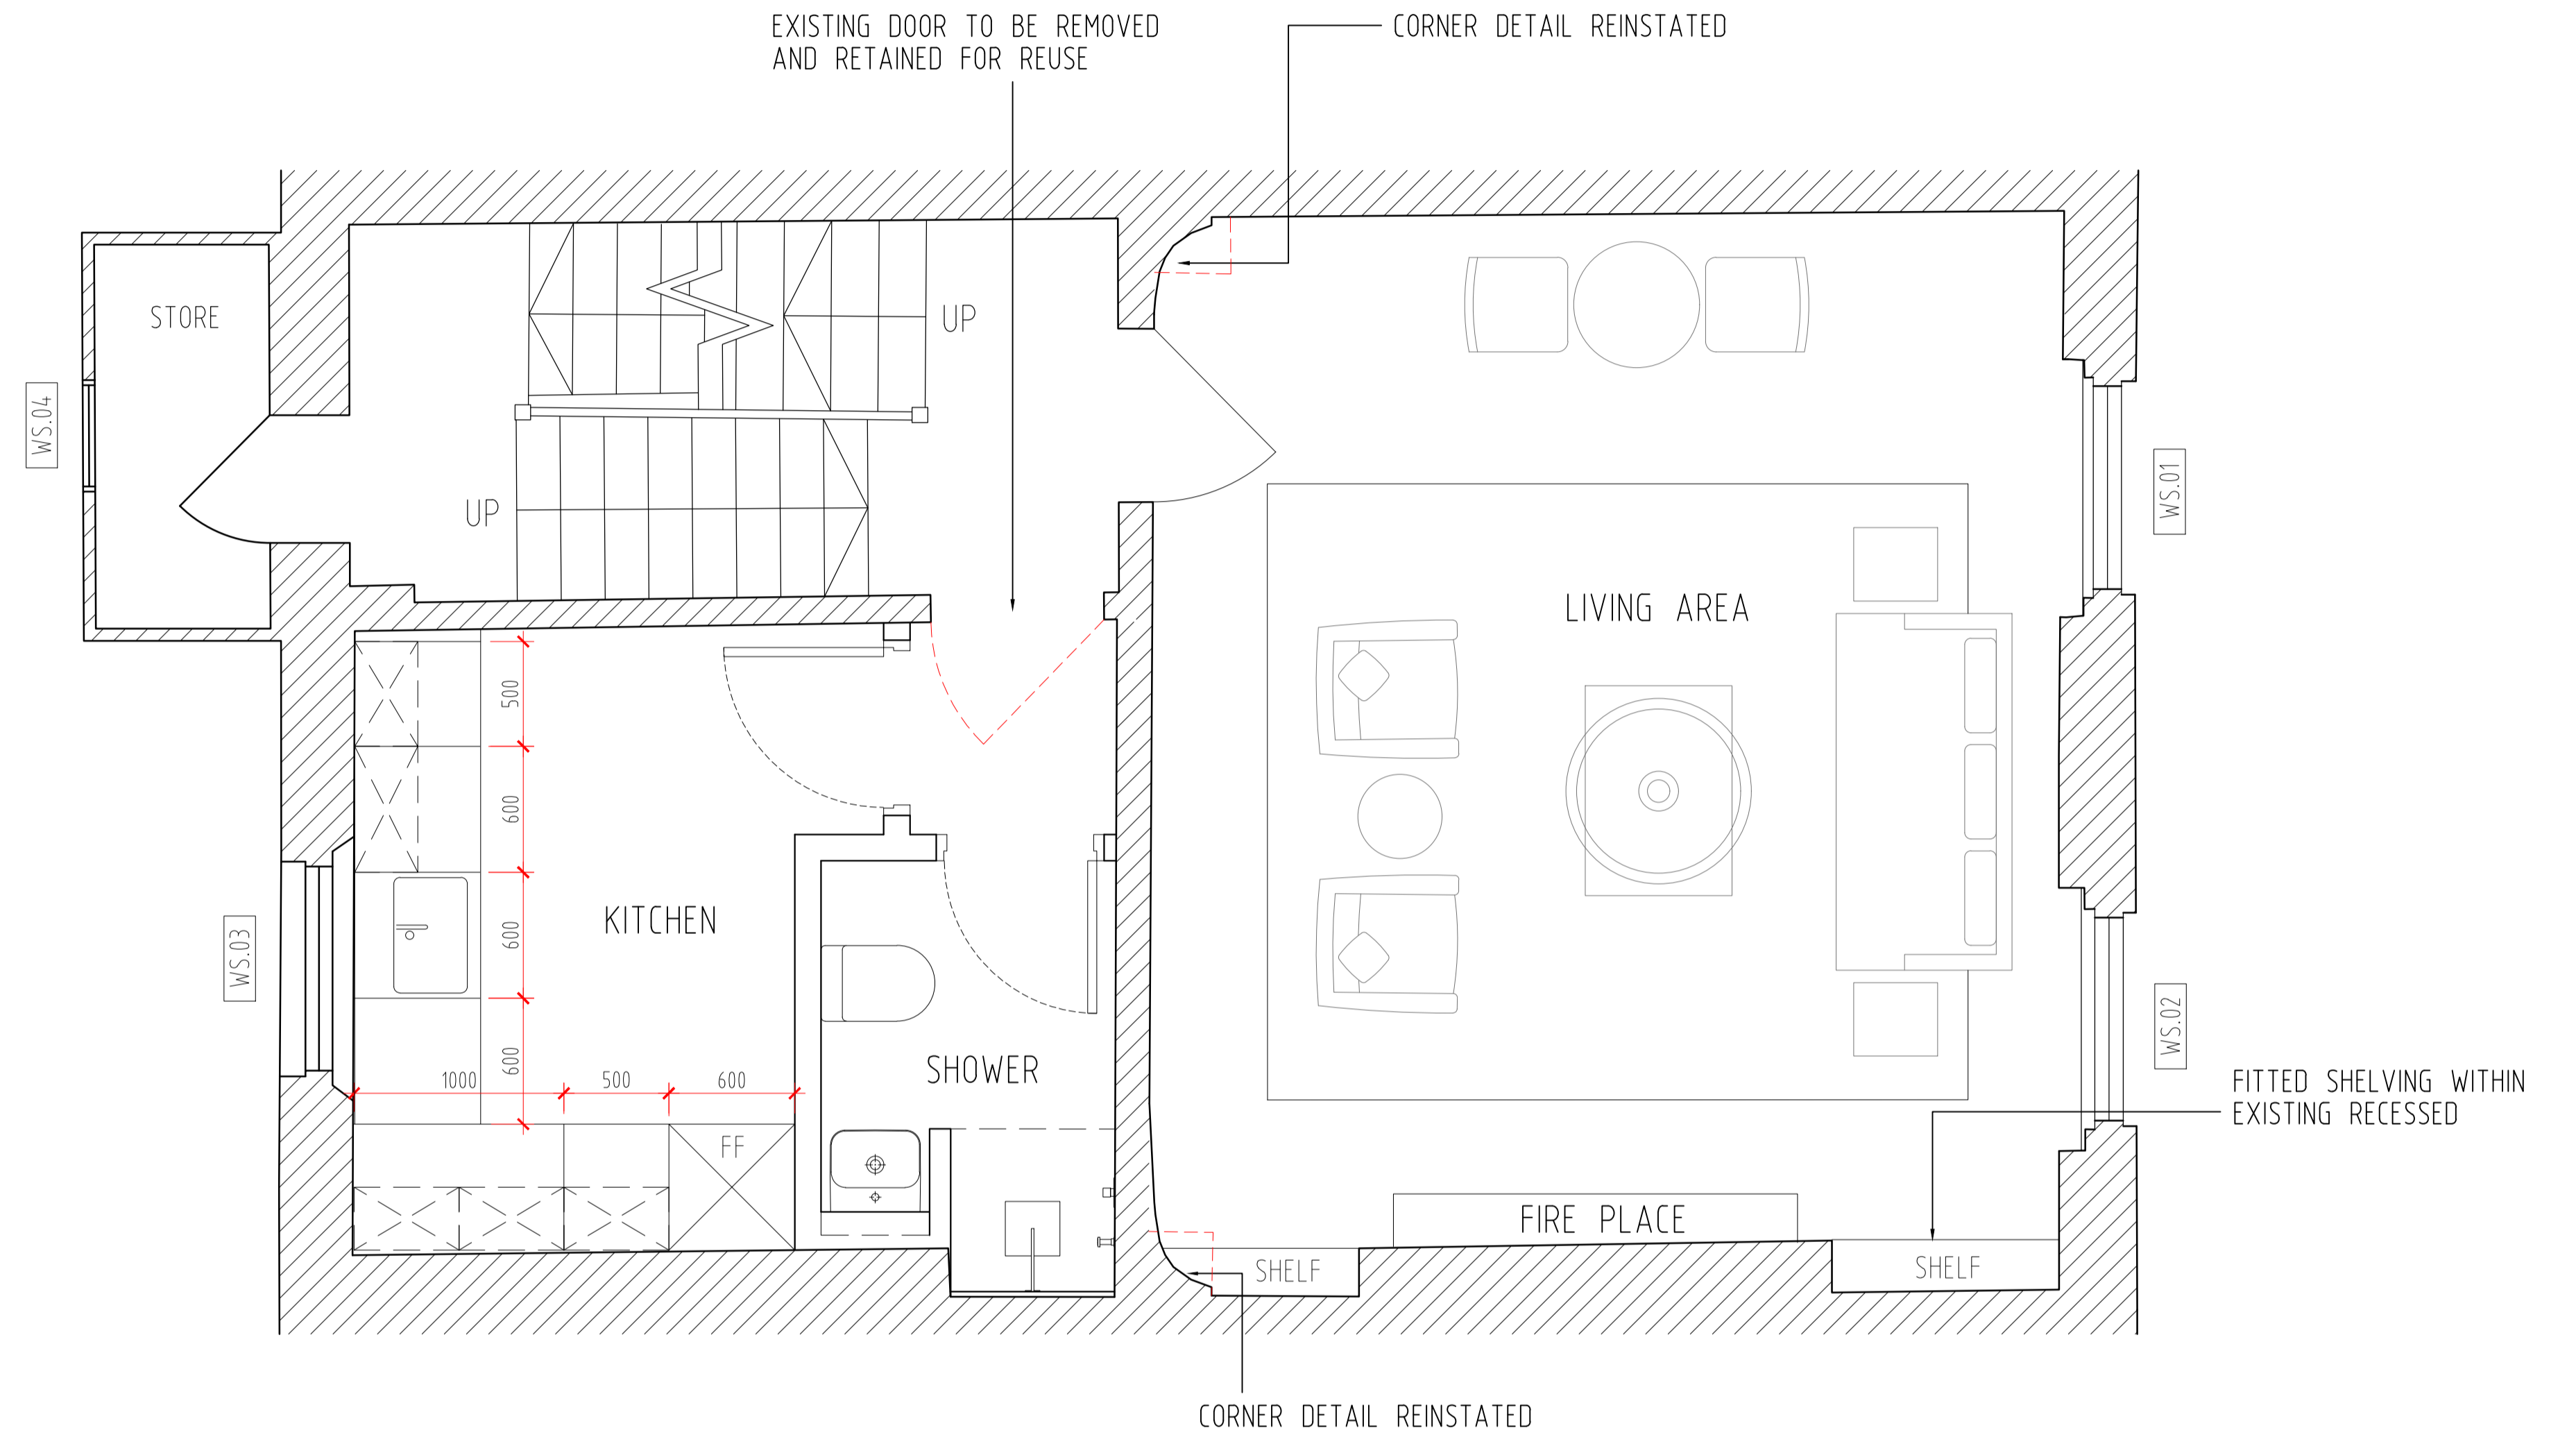 EXISTING DOOR TO BE REMOVED
AND RETAINED FOR REUSE
CORNER DETAIL REINSTATED
STORE
UP
WS.04
WS.01
UP
LIVING AREA
500
600
KITCHEN
600
WS.03
WS.02
SHOWER
600
1000
500
600
FITTED SHELVING WITHIN
EXISTING RECESSED
FF
FIRE PLACE
SHELF
SHELF
CORNER DETAIL REINSTATED